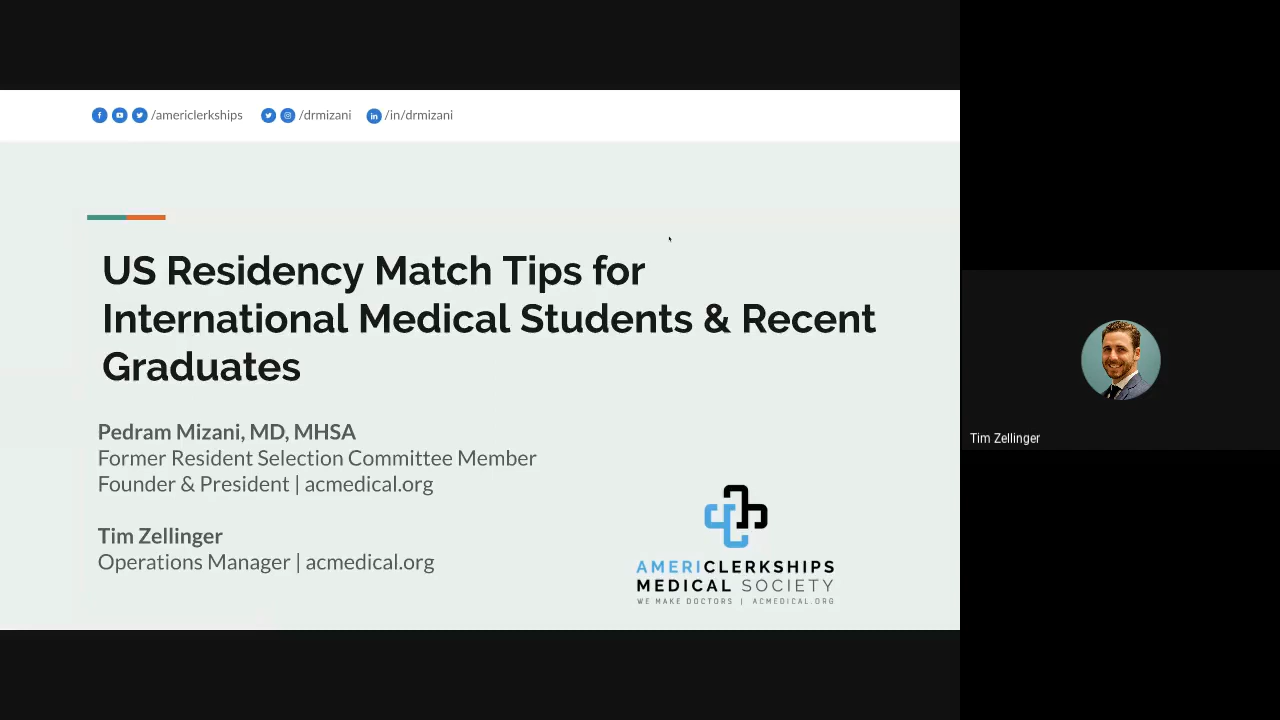 /americlerkships /drmizani /in/drmizani
US Residency Match Tips for
International Medical Students & Recent
Graduates
Pedram Mizani, MD, MHSA
Former Resident Selection Committee Member
Founder & President | acmedical.org
Tim Zellinger
Operations Manager | acmedical.org
AMERICLERKSHIPS
MEDICAL SOCIETY
WE MAKE DOCTORS | ACMEDICAL.ORG
Tim Zellinger